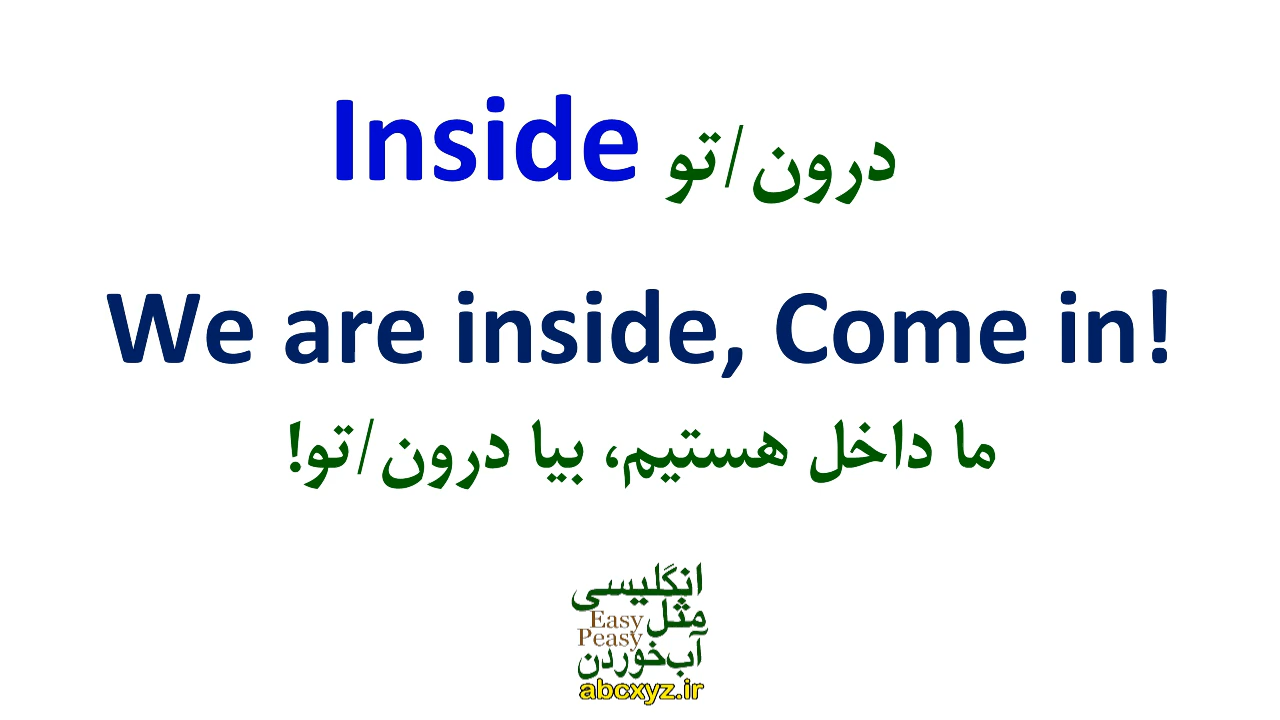 Inside درون/تو
We are inside, Come in!
ما داخل هستیم، بیا درون/تو!
انگلیسی
مثل Easy
Peasy
آب‌خوردن
abcxyz.ir